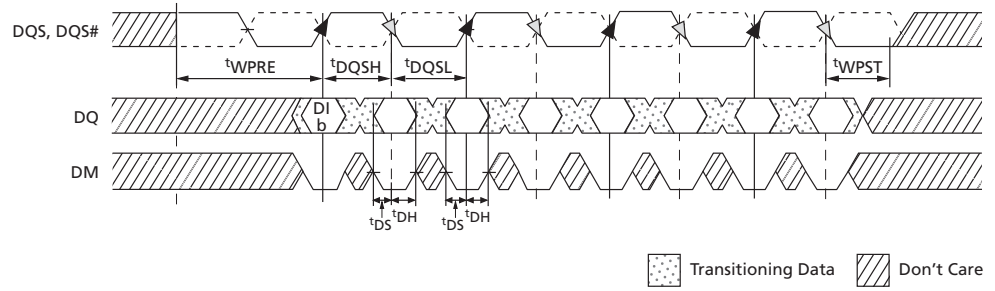 DQS, DQS#
tWPRE
tDQSH
tDQSL
tWPST
DQ
DI
b
DM
tDS
tDH
tDS
tDH
Transitioning Data
Don't Care